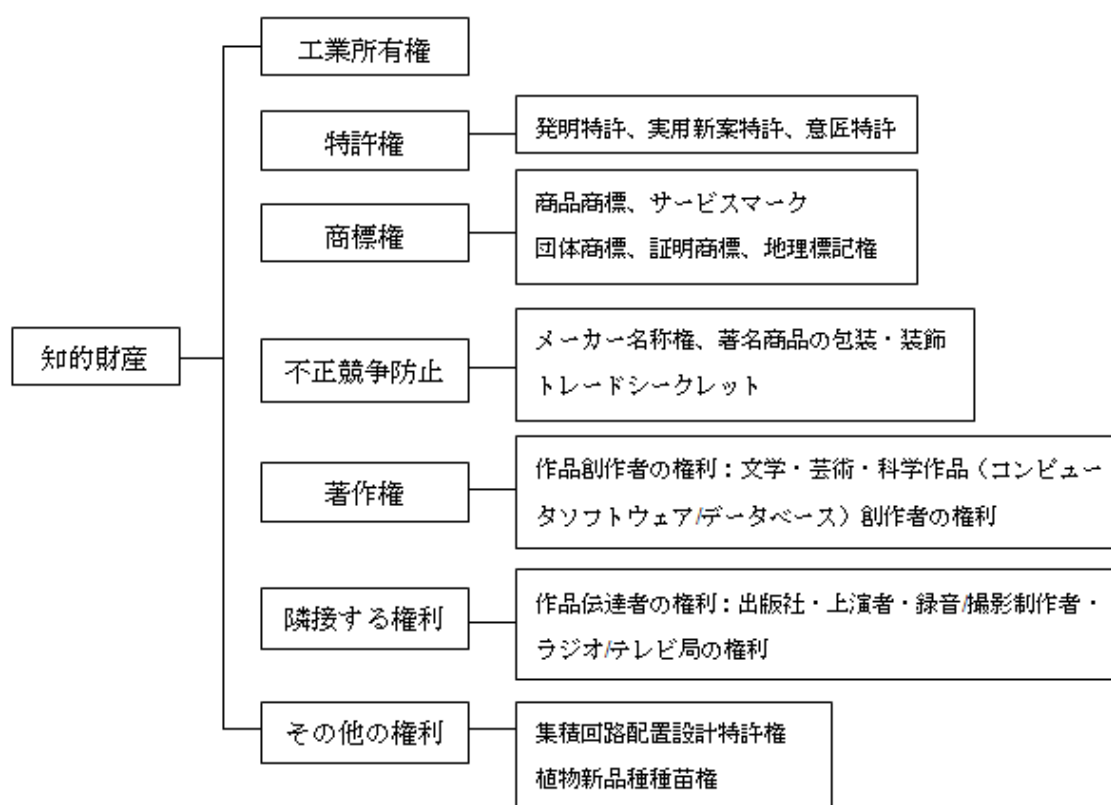 工業所有権
特許権
発明特許、実用新案特許、意匠特許
商標権
商品商標、サービスマーク
団体商標、証明商標、地理標記権
知的財産
不正競争防止
メーカー名称権、著名商品の包装・装飾
トレードシークレット
著作権
作品創作者の権利：文学・芸術・科学作品（コンピュー
タソフトウェア/データベース）創作者の権利
隣接する権利
作品伝達者の権利：出版社・上演者・録音/撮影制作者・
ラジオ/テレビ局の権利
その他の権利
集積回路配置設計特許権
植物新品種種苗権